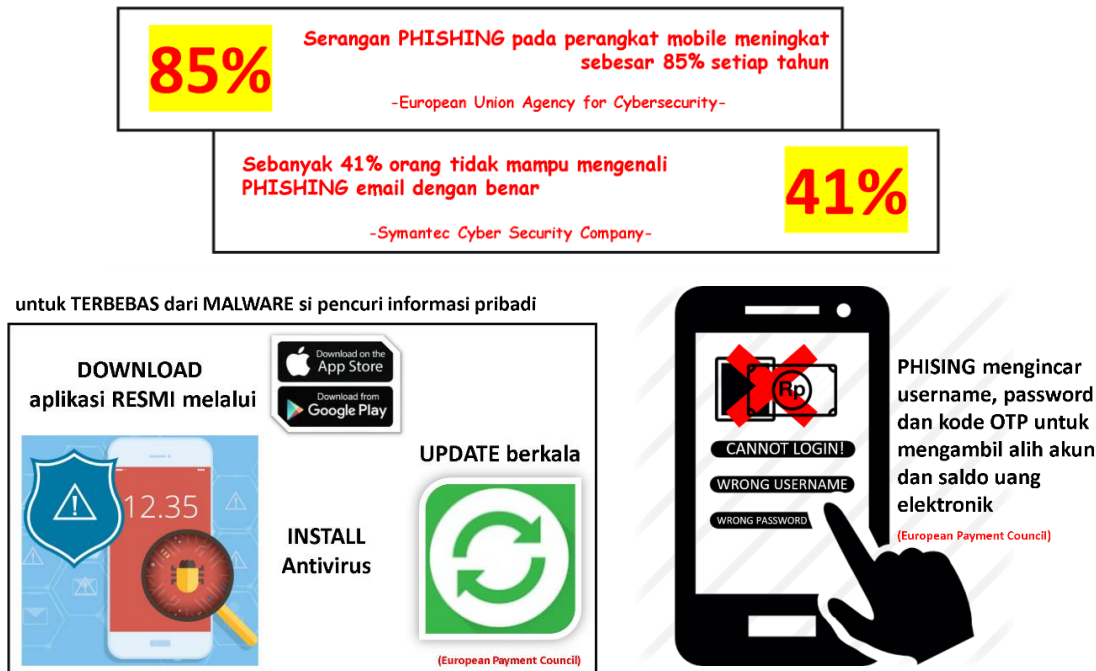 85%
Serangan PHISHING pada perangkat mobile meningkat
sebesar 85% setiap tahun
-European Union Agency for Cybersecurity-
Sebanyak 41% orang tidak mampu mengenali
PHISHING email dengan benar
-Symantec Cyber Security Company-
41%
untuk TERBEBAS dari MALWARE si pencuri informasi pribadi
DOWNLOAD
aplikasi RESMI melalui
Download on the
App Store
Download from
Google Play
12.35
INSTALL
Antivirus
UPDATE berkala
(European Payment Council)
Rp
CANNOT LOGIN!
WRONG USERNAME
WRONG PASSWORD
PHISING mengincar
username, password
dan kode OTP untuk
mengambil alih akun
dan saldo uang
elektronik
(European Payment Council)